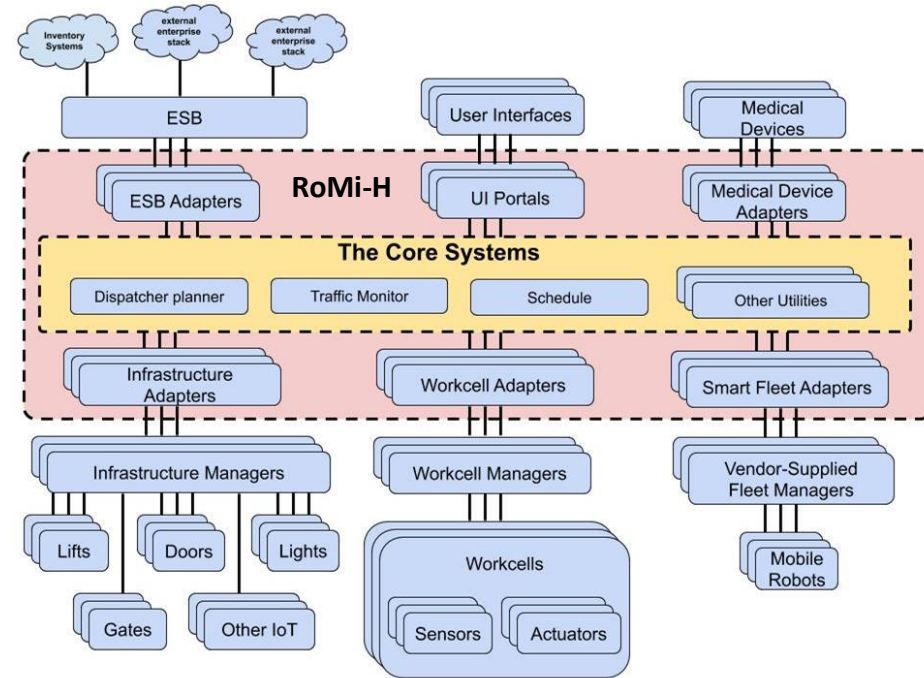 Inventory
Systems
external
enterprise
stack
external
enterprise
stack
ESB
User Interfaces
Medical
Devices
RoMi-H
ESB Adapters
UI Portals
Medical Device
Adapters
The Core Systems
Dispatcher planner
Traffic Monitor
Schedule
Other Utilities
Infrastructure
Adapters
Workcell Adapters
Smart Fleet Adapters
Infrastructure Managers
Workcell Managers
Vendor-Supplied
Fleet Managers
Lifts
Doors
Lights
Workcells
Mobile
Robots
Gates
Other IoT
Sensors
Actuators